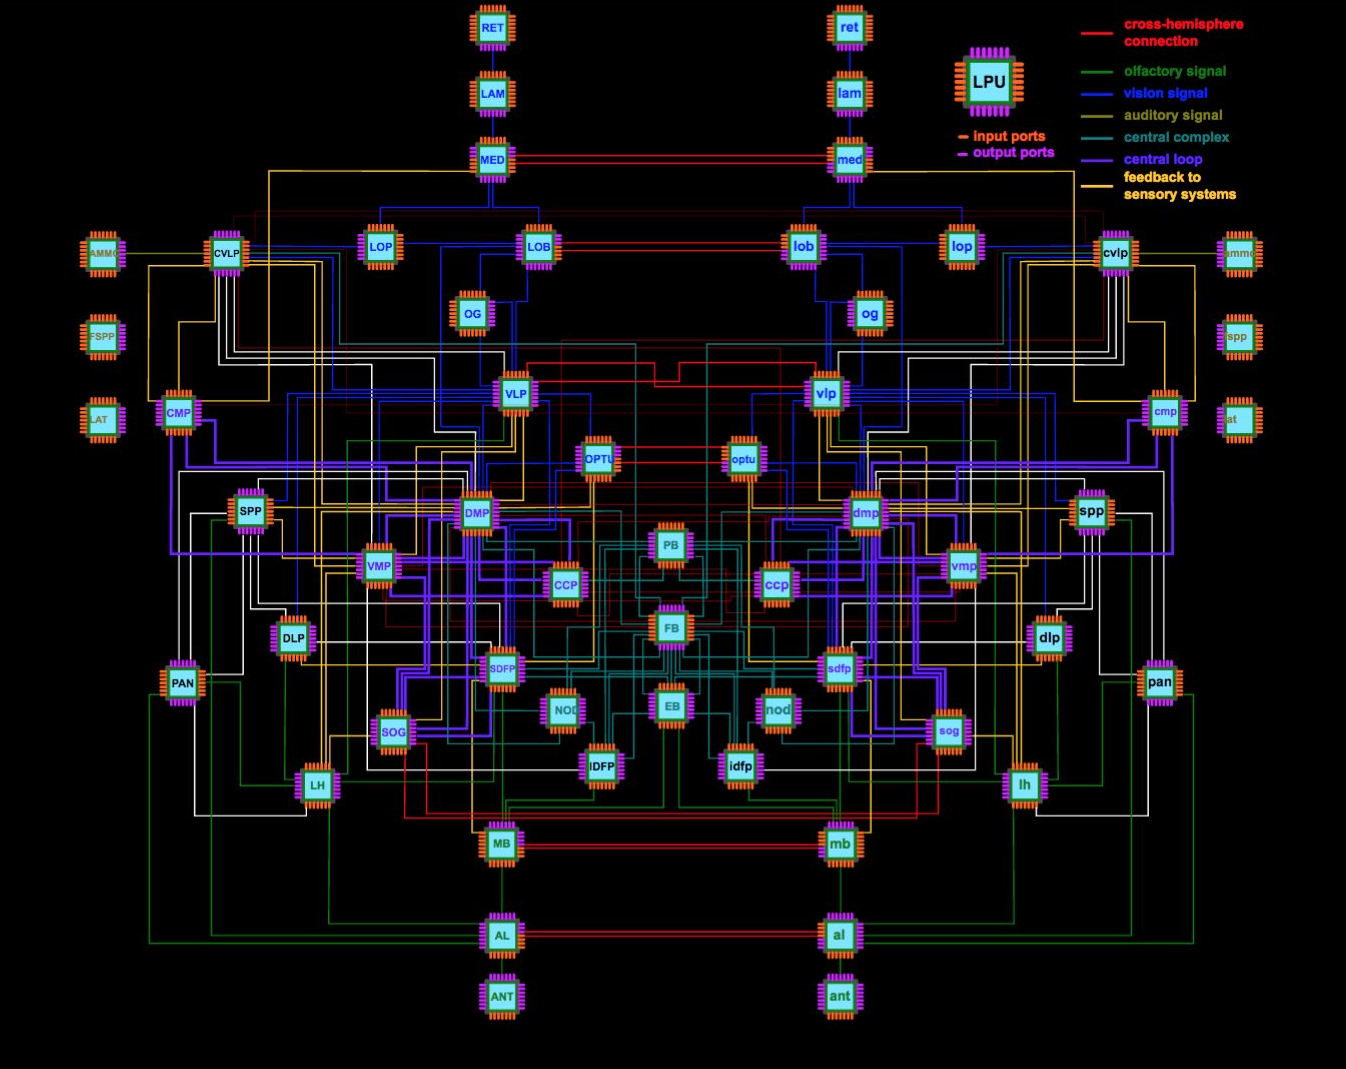 RET
ret
cross-hemisphere
connection
LPU
olfactory signal
LAM
lam
vision signal
auditory signal
input ports
central complex
output ports
MED
med
central loop
feedback to
sensory systems
AMMC
CVLP
LOP
LOB
lob
lop
cvlp
ammc
OG
og
FSPP
fspp
VLP
vlp
LAT
CMP
cmp
lat
OPTU
optu
SPP
DMP
dmp
spp
PB
VMP
CCP
ccp
vmp
FB
DLP
dlp
PAN
SDFP
sdfp
pan
NOD
EB
nod
SOG
sog
IDFP
idfp
LH
lh
MB
mb
AL
al
ANT
ant